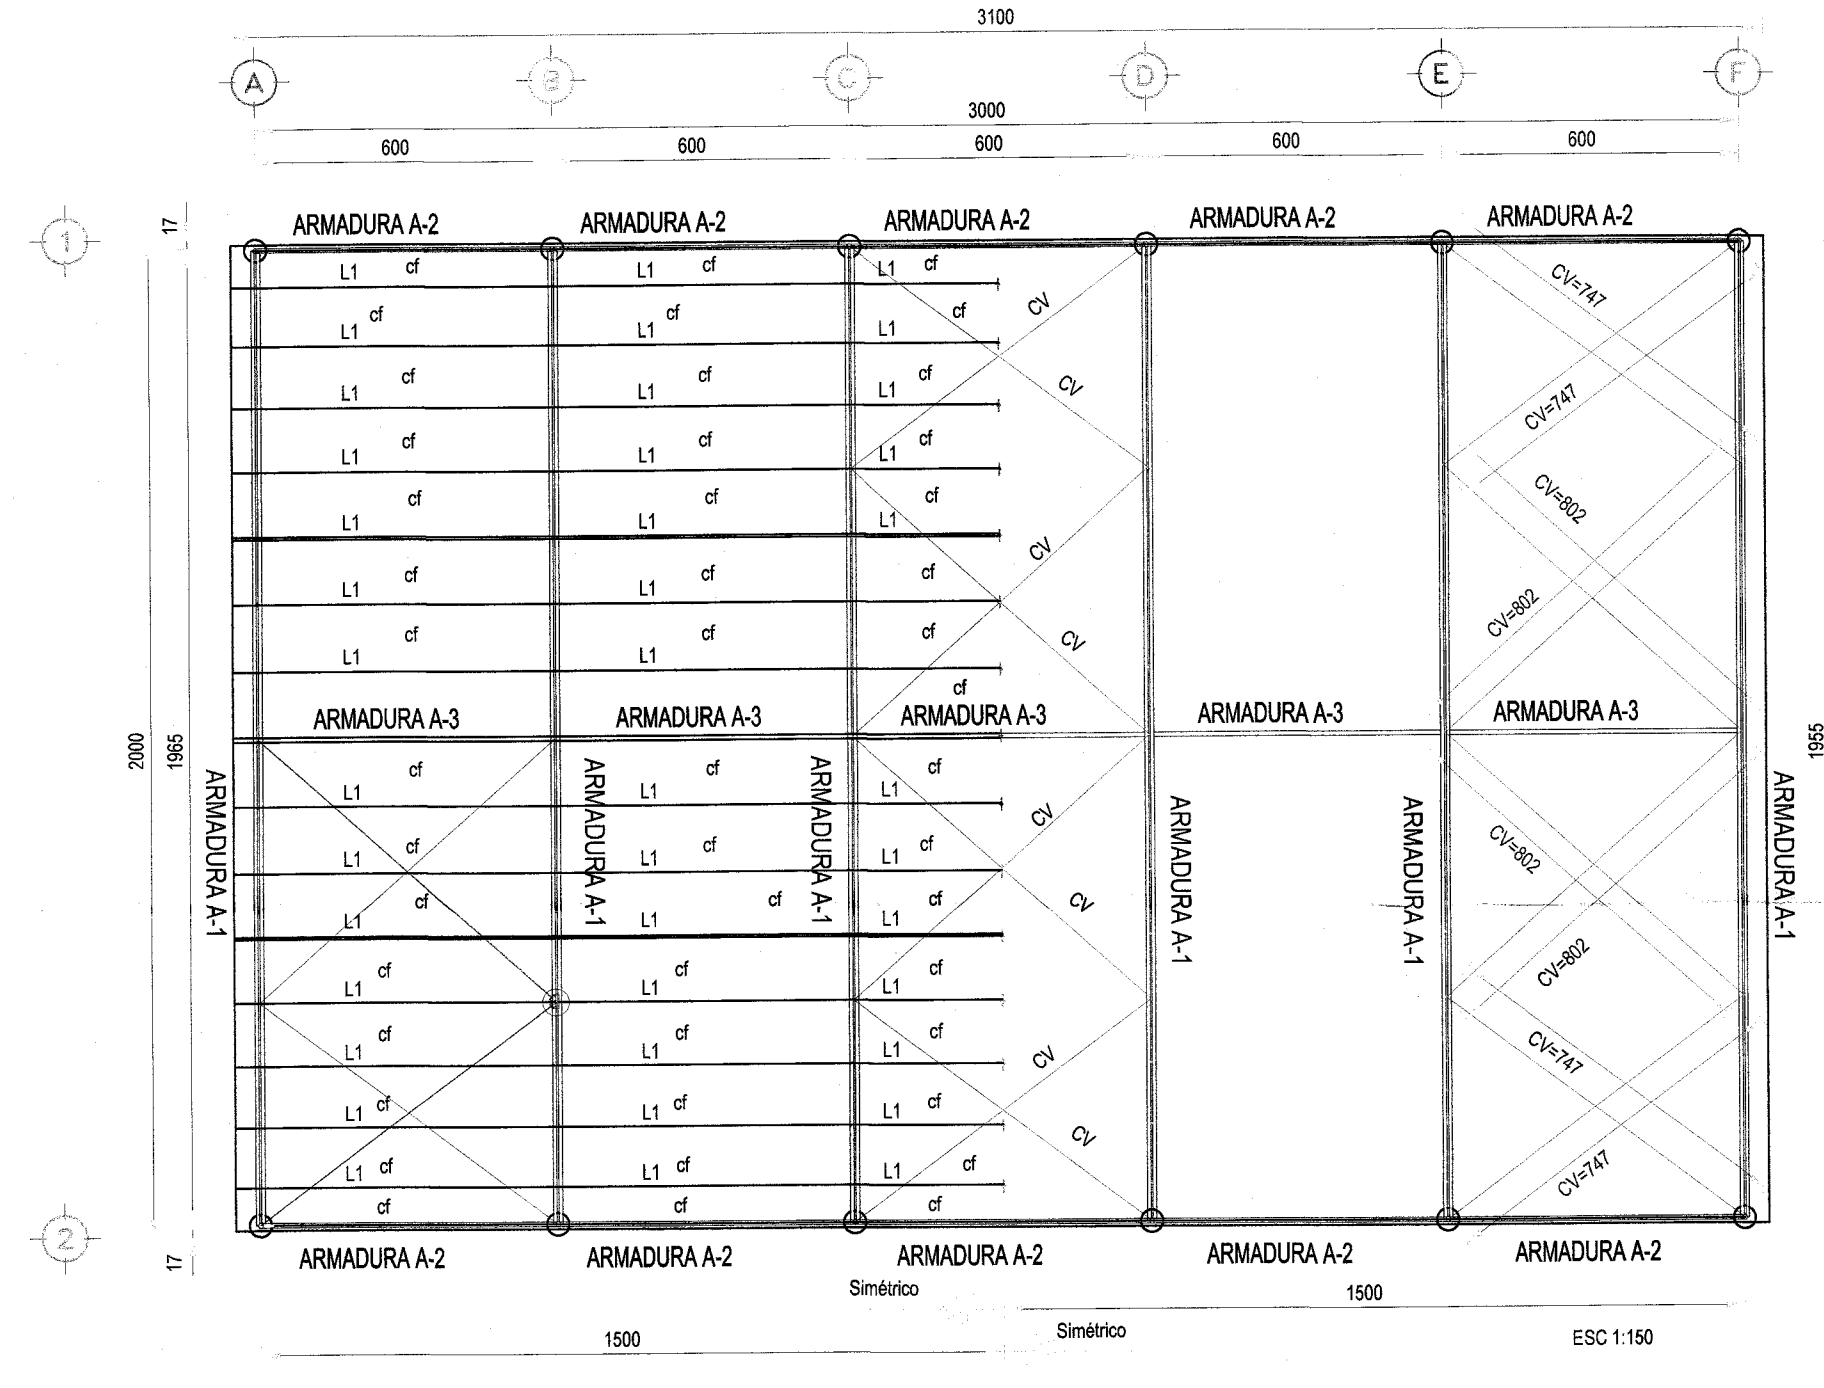 3100
A B C D E F
3000
600 600 600 600 600
1 17 ARMADURA A-2 ARMADURA A-2 ARMADURA A-2 ARMADURA A-2 ARMADURA A-2
L1 cf L1 cf L1 cf CV=747
cf cf cf CV
L1 L1 L1
cf cf cf CV CV=747
L1 L1 L1
cf cf cf
L1 L1 L1
cf cf cf CV=802
L1 L1 L1 CV
cf cf cf CV=802
L1 L1
cf cf cf CV
L1 L1
cf
ARMADURA A-3 ARMADURA A-3 ARMADURA A-3 ARMADURA A-3 ARMADURA A-3
2000 1965 1955
ARMADURA A-1 ARMADURA A-1 ARMADURA A-1 ARMADURA A-1 ARMADURA A-1 ARMADURA A-1
cf cf cf
L1 L1 L1 CV
cf cf cf CV=802
L1 L1 L1
cf cf cf CV
L1 L1 L1
cf cf cf CV=802
L1 L1 L1
cf cf cf CV CV=747
L1 L1 L1
L1 cf L1 cf L1 cf CV
L1 cf L1 cf L1 cf CV=747
cf cf cf
2 17 ARMADURA A-2 ARMADURA A-2 ARMADURA A-2 ARMADURA A-2 ARMADURA A-2
Simétrico 1500
1500 Simétrico ESC 1:150